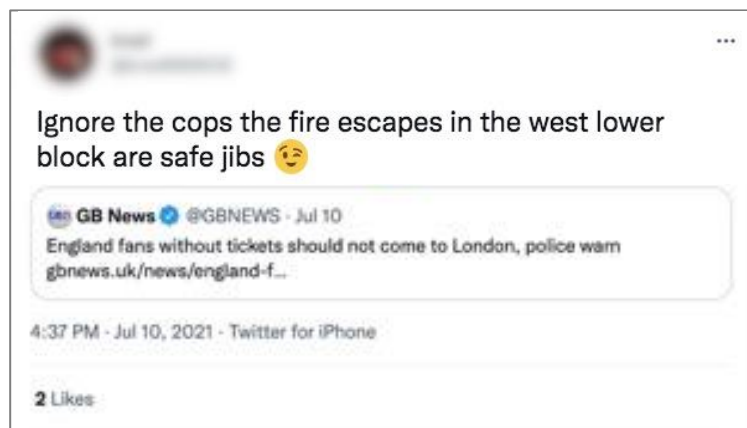 Ignore the cops the fire escapes in the west lower
block are safe jibs 😉
GB News @GBNEWS · Jul 10
England fans without tickets should not come to London, police warn
gbnews.uk/news/england-f...
4:37 PM · Jul 10, 2021 · Twitter for iPhone
2 Likes